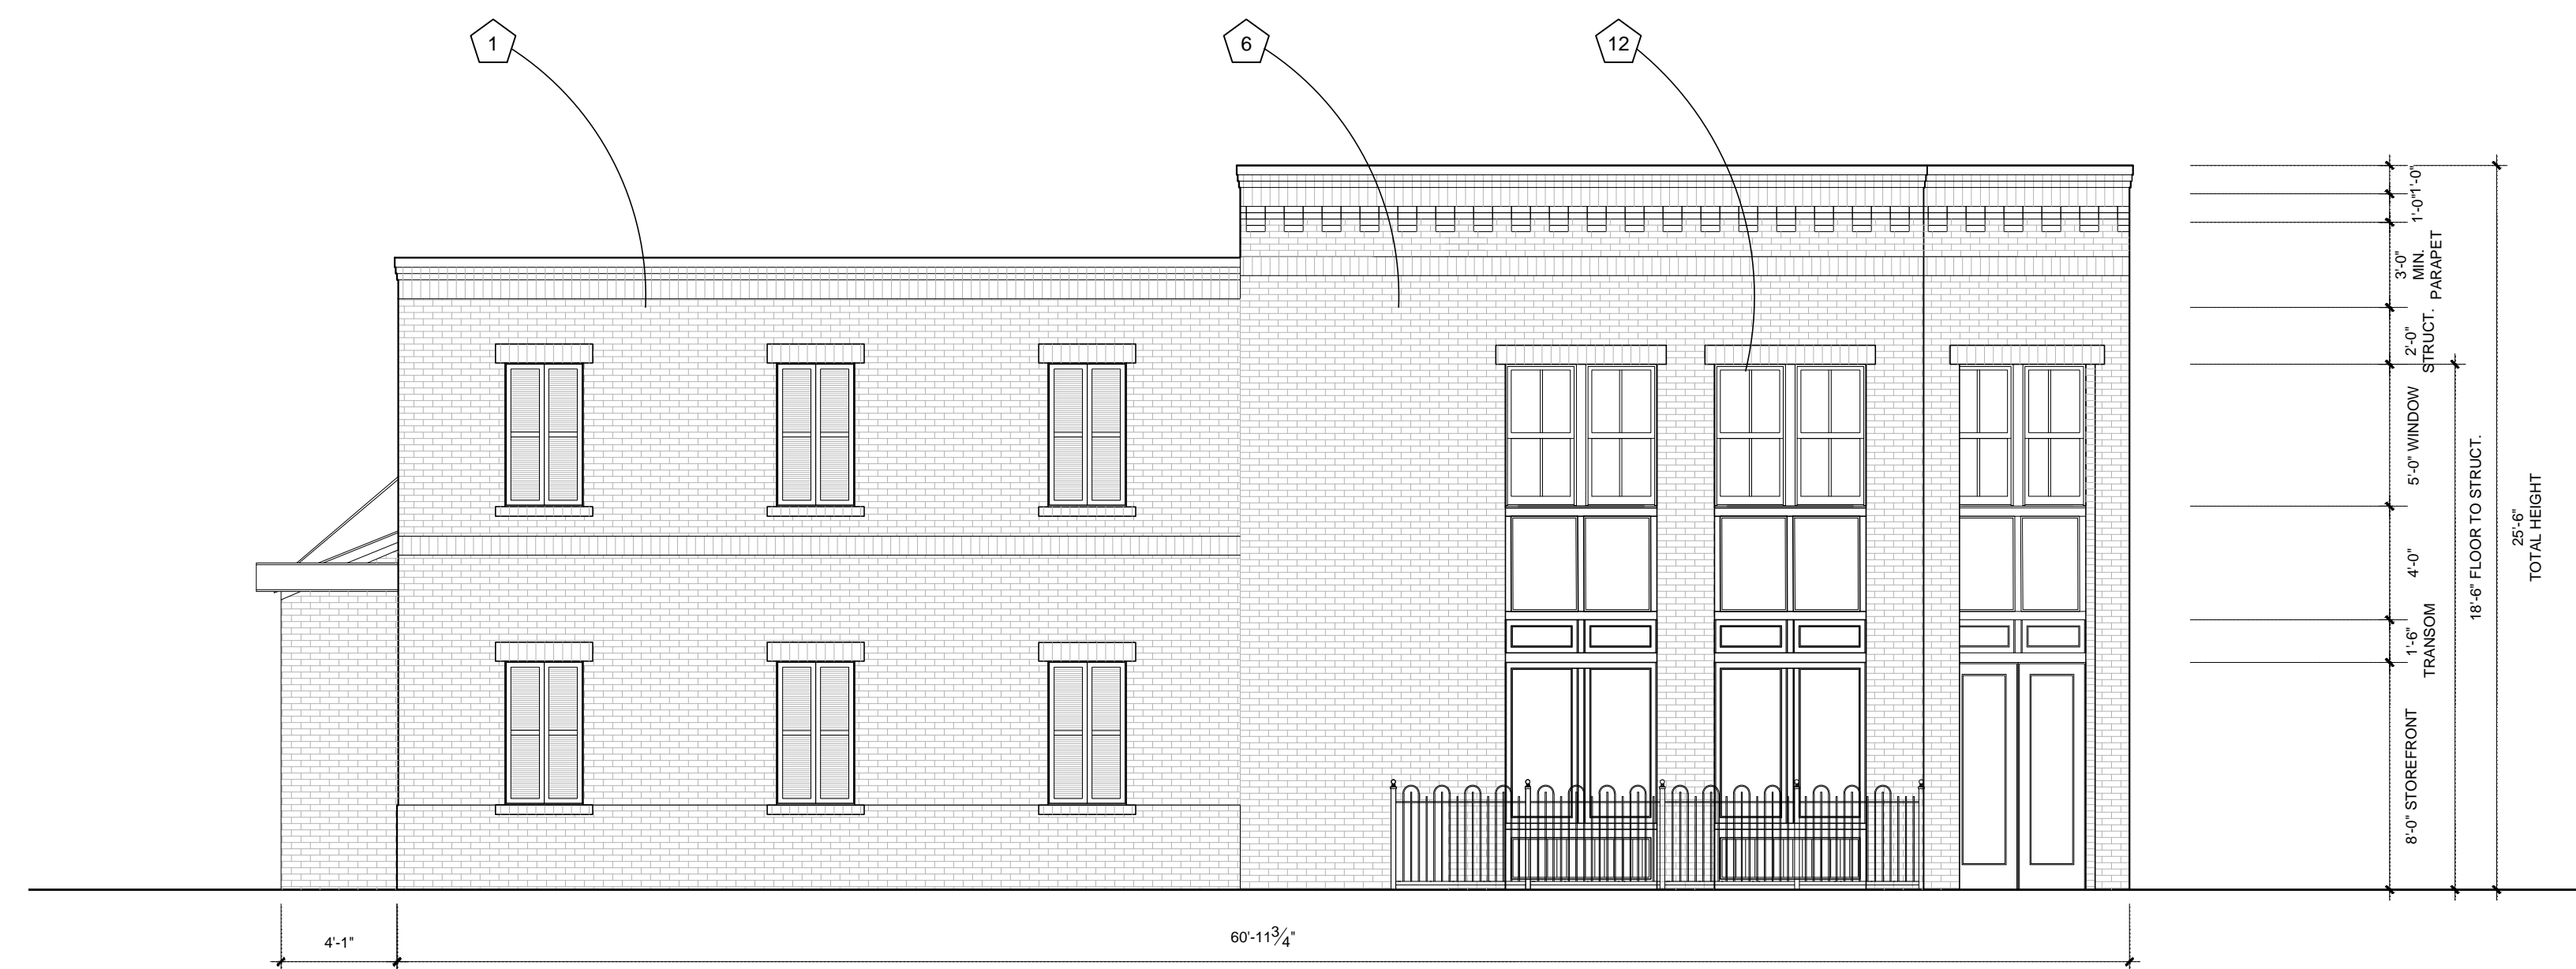 1
6
12
1'-0"
1'-0"
3'-0"
MIN.
PARAPET
2'-0"
STRUCT.
5'-0" WINDOW
4'-0"
1'-6"
TRANSOM
8'-0" STOREFRONT
18'-6" FLOOR TO STRUCT.
25'-6"
TOTAL HEIGHT
4'-1"
60'-11 3/4"